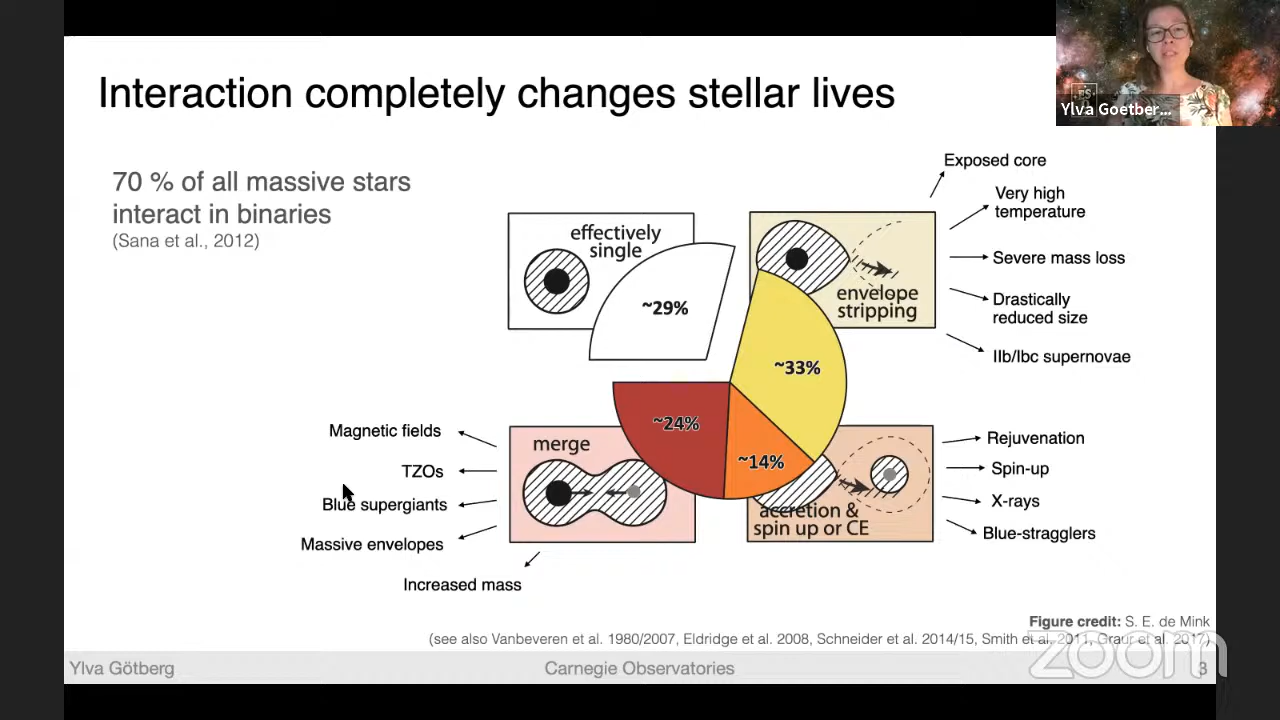 Interaction completely changes stellar lives
Ylva Goetber...
70 % of all massive stars
interact in binaries
(Sana et al., 2012)
effectively
single
~29%
envelope
stripping
~33%
Exposed core
Very high
temperature
Severe mass loss
Drastically
reduced size
IIb/Ibc supernovae
merge
~24%
~14%
accretion &
spin up or CE
Magnetic fields
TZOs
Blue supergiants
Massive envelopes
Increased mass
Rejuvenation
Spin-up
X-rays
Blue-stragglers
Figure credit: S. E. de Mink
(see also Vanbeveren et al. 1980/2007, Eldridge et al. 2008, Schneider et al. 2014/15, Smith et al. 2011, Graur et al. 2017)
Ylva Götberg
Carnegie Observatories
3
zoom